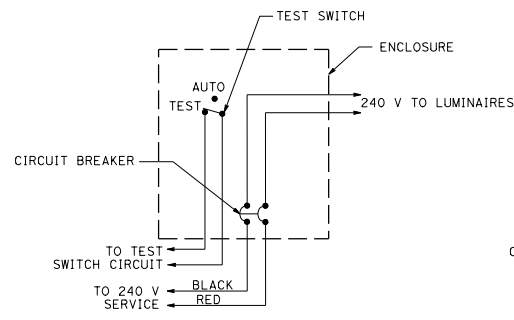 TEST SWITCH
ENCLOSURE
AUTO
TEST
240 V TO LUMINAIRES
CIRCUIT BREAKER
TO TEST
SWITCH CIRCUIT
TO 240 V
SERVICE
BLACK
RED
C